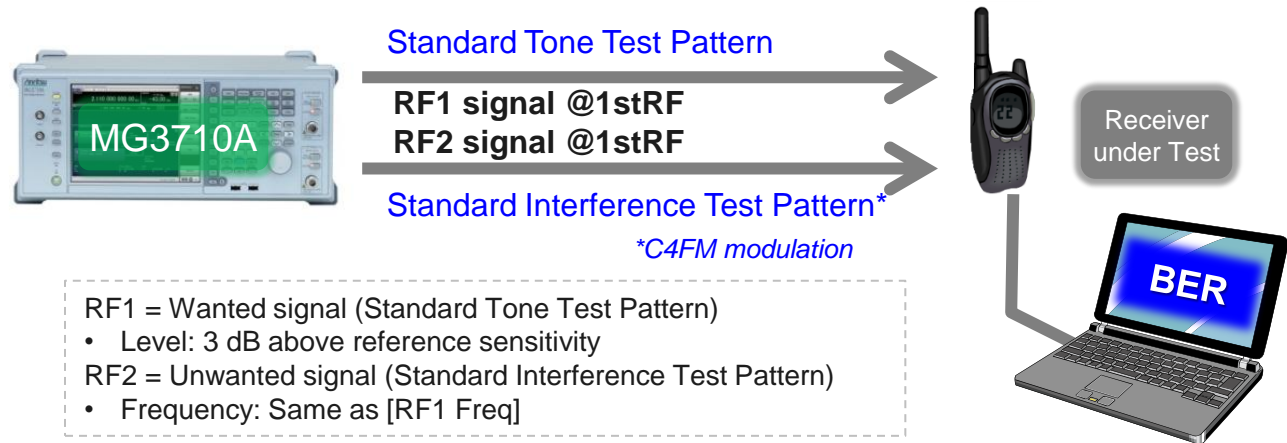 Standard Tone Test Pattern
MG3710A
RF1 signal @1stRF
RF2 signal @1stRF
Standard Interference Test Pattern*
*C4FM modulation
Receiver
under Test
BER
RF1 = Wanted signal (Standard Tone Test Pattern)
• Level: 3 dB above reference sensitivity
RF2 = Unwanted signal (Standard Interference Test Pattern)
• Frequency: Same as [RF1 Freq]